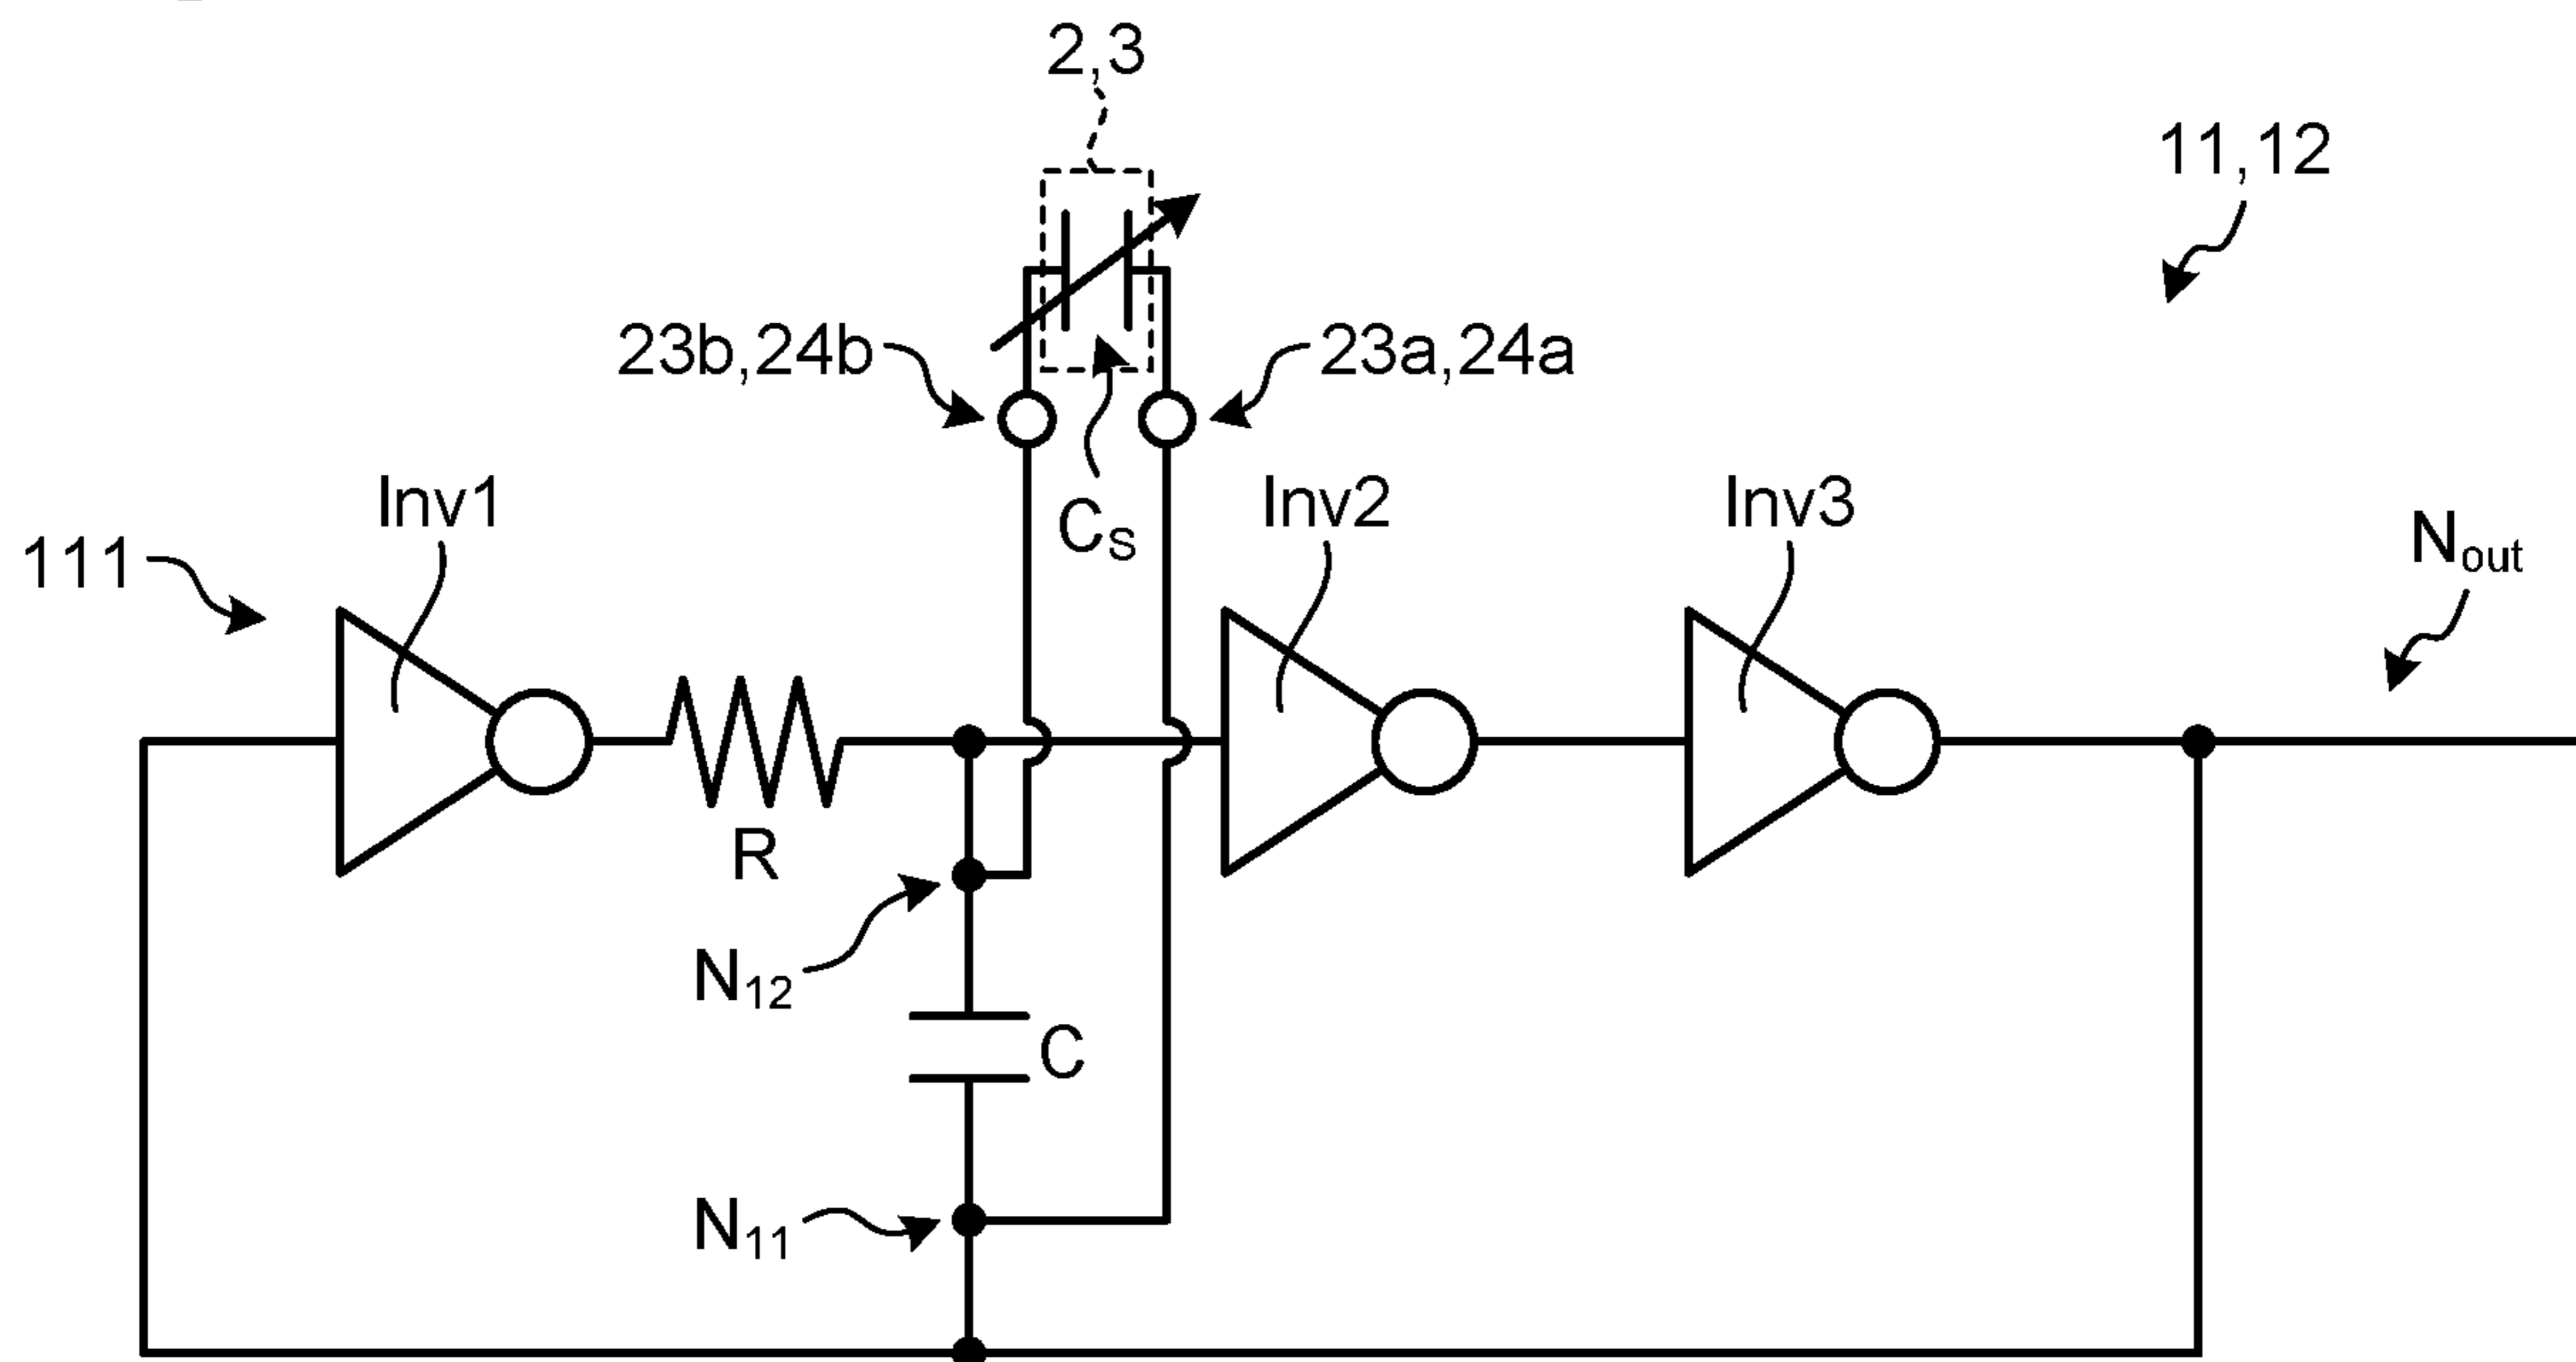 2,3
11,12
23b,24b
23a,24a
Inv1
CS
Inv2
Inv3
Nout
111
R
N12
C
N11